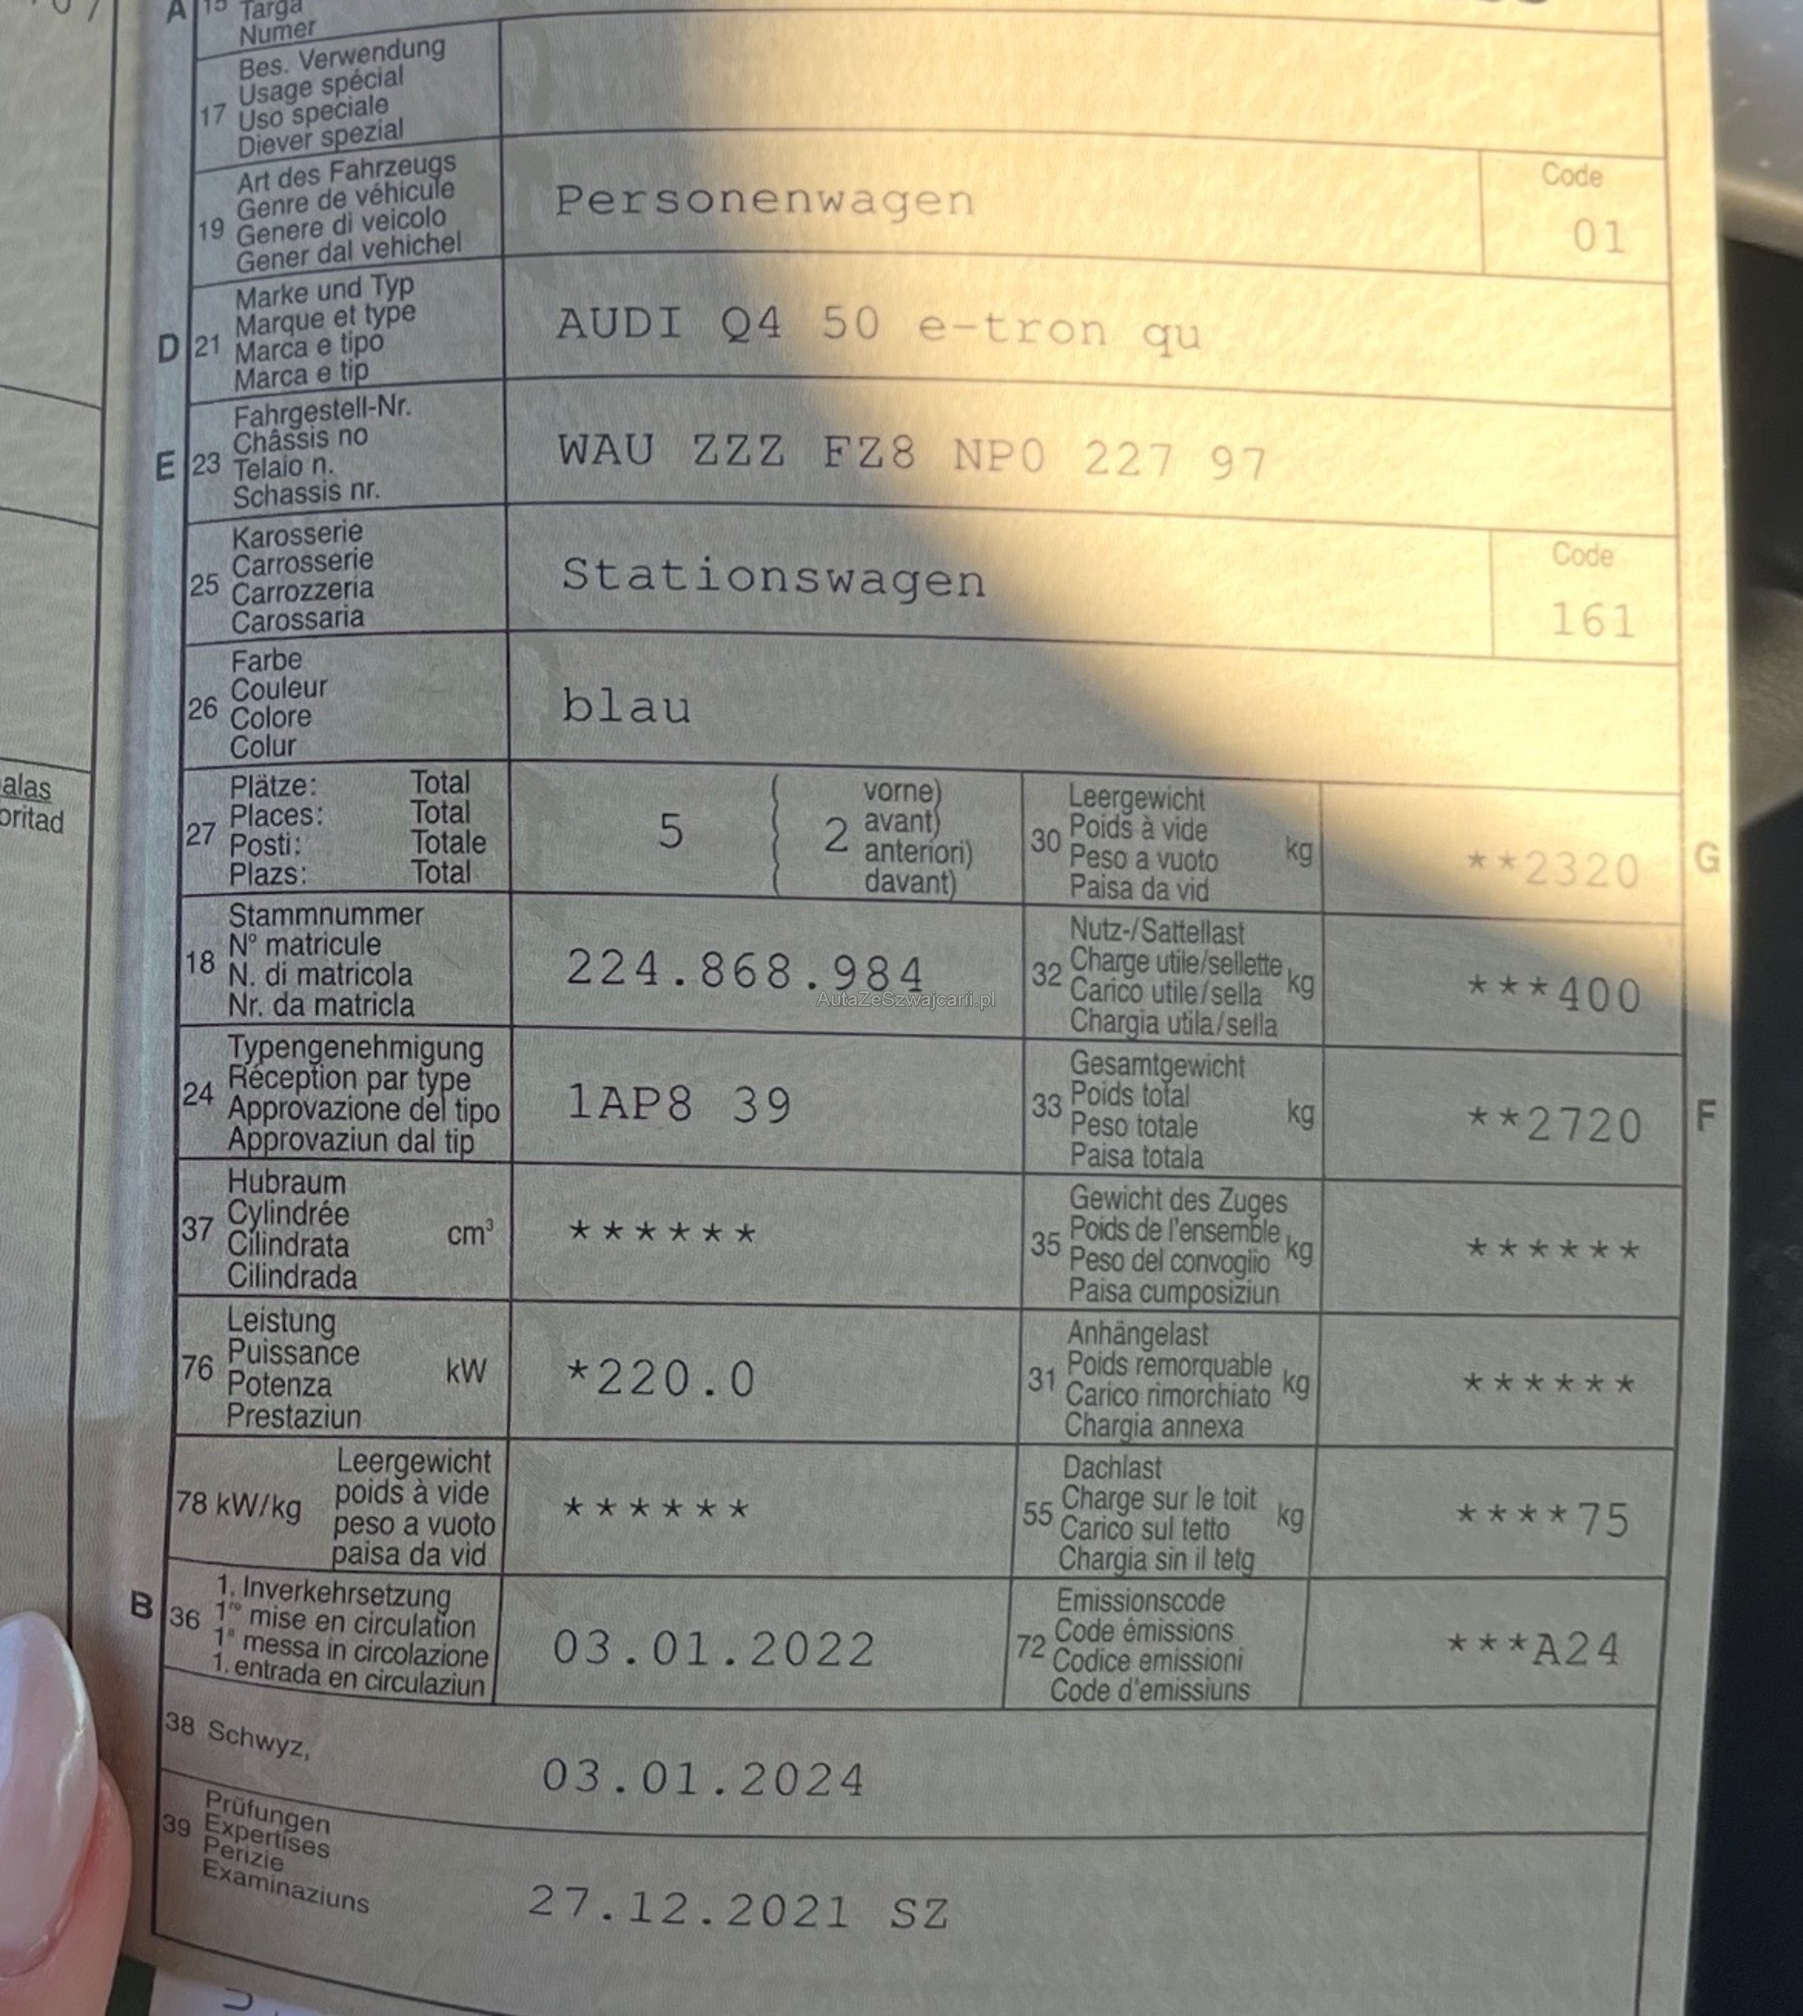 A 15 Targa
Numer
17 Bes. Verwendung
Usage spécial
Uso speciale
Diever spezial
19 Art des Fahrzeugs
Genre de véhicule
Genere di veicolo
Gener dal vehichel
Personenwagen
Code
01
D 21 Marke und Typ
Marque et type
Marca e tipo
Marca e tip
AUDI Q4 50 e-tron qu
E 23 Fahrgestell-Nr.
Châssis no
Telaio n.
Schassis nr.
WAU ZZZ FZ8 NP0 227 97
25 Karosserie
Carrosserie
Carrozzeria
Carossaria
Stationswagen
Code
161
26 Farbe
Couleur
Colore
Colur
blau
27 Plätze: Total
Places: Total
Posti: Totale
Plazs: Total
5
2
vorne)
avant)
anteriori)
davant)
30 Leergewicht
Poids à vide
Peso a vuoto
Paisa da vid
kg
**2320
G
18 Stammnummer
N° matricule
N. di matricola
Nr. da matricla
224.868.984
AutaZeSzwajcarii.pl
32 Nutz-/Sattellast
Charge utile/sellette
Carico utile/sella
Chargia utila/sella
kg
***400
24 Typengenehmigung
Réception par type
Approvazione del tipo
Approvaziun dal tip
1AP8 39
33 Gesamtgewicht
Poids total
Peso totale
Paisa totala
kg
**2720
F
37 Hubraum
Cylindrée
Cilindrata
Cilindrada
cm³
******
35 Gewicht des Zuges
Poids de l'ensemble
Peso del convoglio
Paisa cumposiziun
kg
******
76 Leistung
Puissance
Potenza
Prestaziun
kW
*220.0
31 Anhängelast
Poids remorquable
Carico rimorchiato
Chargia annexa
kg
******
78 kW/kg
Leergewicht
poids à vide
peso a vuoto
paisa da vid
******
55 Dachlast
Charge sur le toit
Carico sul tetto
Chargia sin il tetg
kg
****75
B 36 1. Inverkehrsetzung
1re mise en circulation
1a messa in circolazione
1. entrada en circulaziun
03.01.2022
72 Emissionscode
Code émissions
Codice emissioni
Code d'emissiuns
***A24
38 Schwyz,
03.01.2024
39 Prüfungen
Expertises
Perizie
Examinaziuns
27.12.2021 SZ
alas
oritad